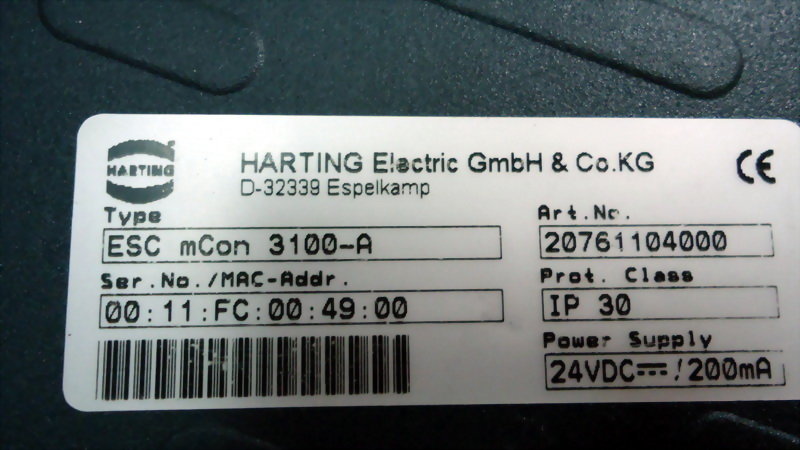 HARTING
HARTING Electric GmbH & Co.KG
D-32339 Espelkamp
CE
Type
ESC mCon 3100-A
Art.No.
20761104000
Ser.No./MAC-Addr.
00:11:FC:00:49:00
Prot. Class
IP 30
Power Supply
24VDC⎓/200mA